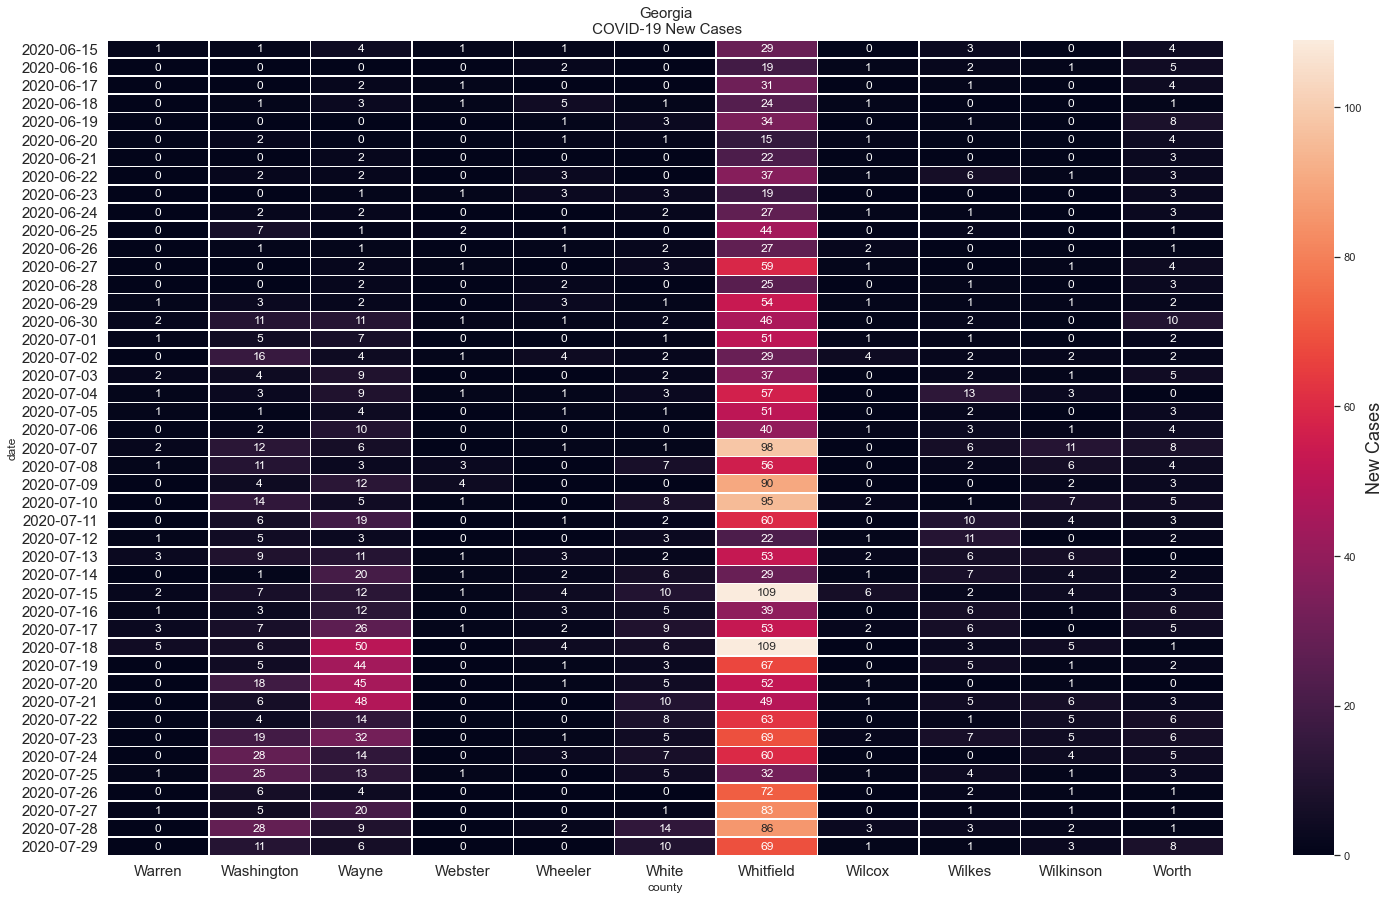 Georgia
COVID-19 New Cases
2020-06-15 1 1 4 1 1 0 29 0 3 0 4
2020-06-16 0 0 0 0 2 0 19 1 2 1 5
2020-06-17 0 0 2 1 0 0 31 0 1 0 4
2020-06-18 0 1 3 1 5 1 24 1 0 0 1
2020-06-19 0 0 0 0 1 3 34 0 1 0 8
2020-06-20 0 2 0 0 1 1 15 1 0 0 4
2020-06-21 0 0 2 0 0 0 22 0 0 0 3
2020-06-22 0 2 2 0 3 0 37 1 6 1 3
2020-06-23 0 0 1 1 3 3 19 0 0 0 3
2020-06-24 0 2 2 0 0 2 27 1 1 0 3
2020-06-25 0 7 1 2 1 0 44 0 2 0 1
2020-06-26 0 1 1 0 1 2 27 2 0 0 1
2020-06-27 0 0 2 1 0 3 59 1 0 1 4
2020-06-28 0 0 2 0 2 0 25 0 1 0 3
2020-06-29 1 3 2 0 3 1 54 1 1 1 2
2020-06-30 2 11 11 1 1 2 46 0 2 0 10
2020-07-01 1 5 7 0 0 1 51 1 1 0 2
2020-07-02 0 16 4 1 4 2 29 4 2 2 2
2020-07-03 2 4 9 0 0 2 37 0 2 1 5
2020-07-04 1 3 9 1 1 3 57 0 13 3 0
2020-07-05 1 1 4 0 1 1 51 0 2 0 3
2020-07-06 0 2 10 0 0 0 40 1 3 1 4
2020-07-07 2 12 6 0 1 1 98 0 6 11 8
2020-07-08 1 11 3 3 0 7 56 0 2 6 4
2020-07-09 0 4 12 4 0 0 90 0 0 2 3
2020-07-10 0 14 5 1 0 8 95 2 1 7 5
2020-07-11 0 6 19 0 1 2 60 0 10 4 3
2020-07-12 1 5 3 0 0 3 22 1 11 0 2
2020-07-13 3 9 11 1 3 2 53 2 6 6 0
2020-07-14 0 1 20 1 2 6 29 1 7 4 2
2020-07-15 2 7 12 1 4 10 109 6 2 4 3
2020-07-16 1 3 12 0 3 5 39 0 6 1 6
2020-07-17 3 7 26 1 2 9 53 2 6 0 5
2020-07-18 5 6 50 0 4 6 109 0 3 5 1
2020-07-19 0 5 44 0 1 3 67 0 5 1 2
2020-07-20 0 18 45 0 1 5 52 1 0 1 0
2020-07-21 0 6 48 0 0 10 49 1 5 6 3
2020-07-22 0 4 14 0 0 8 63 0 1 5 6
2020-07-23 0 19 32 0 1 5 69 2 7 5 6
2020-07-24 0 28 14 0 3 7 60 0 0 4 5
2020-07-25 1 25 13 1 0 5 32 1 4 1 3
2020-07-26 0 6 4 0 0 0 72 0 2 1 1
2020-07-27 1 5 20 0 0 1 83 0 1 1 1
2020-07-28 0 28 9 0 2 14 86 3 3 2 1
2020-07-29 0 11 6 0 0 10 69 1 1 3 8
Warren Washington Wayne Webster Wheeler White Whitfield Wilcox Wilkes Wilkinson Worth
county
date
100
80
60
40
20
0
New Cases